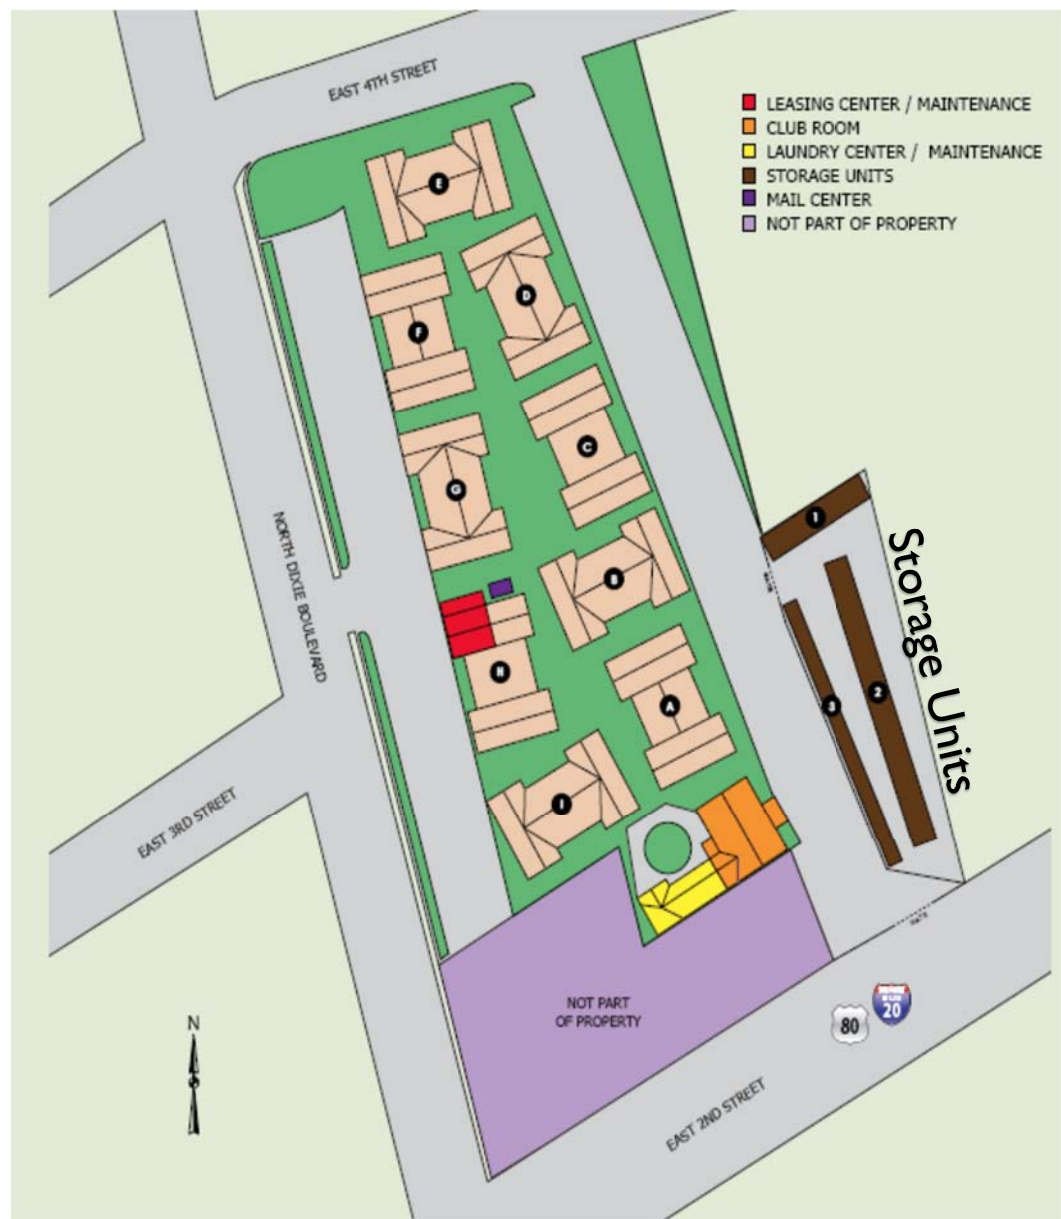 EAST 4TH STREET
LEASING CENTER / MAINTENANCE
CLUB ROOM
LAUNDRY CENTER / MAINTENANCE
STORAGE UNITS
MAIL CENTER
NOT PART OF PROPERTY
E
D
F
C
G
B
H
A
I
1
2
3
Storage Units
NORTH DIXIE BOULEVARD
EAST 3RD STREET
NOT PART
OF PROPERTY
N
80
20
EAST 2ND STREET